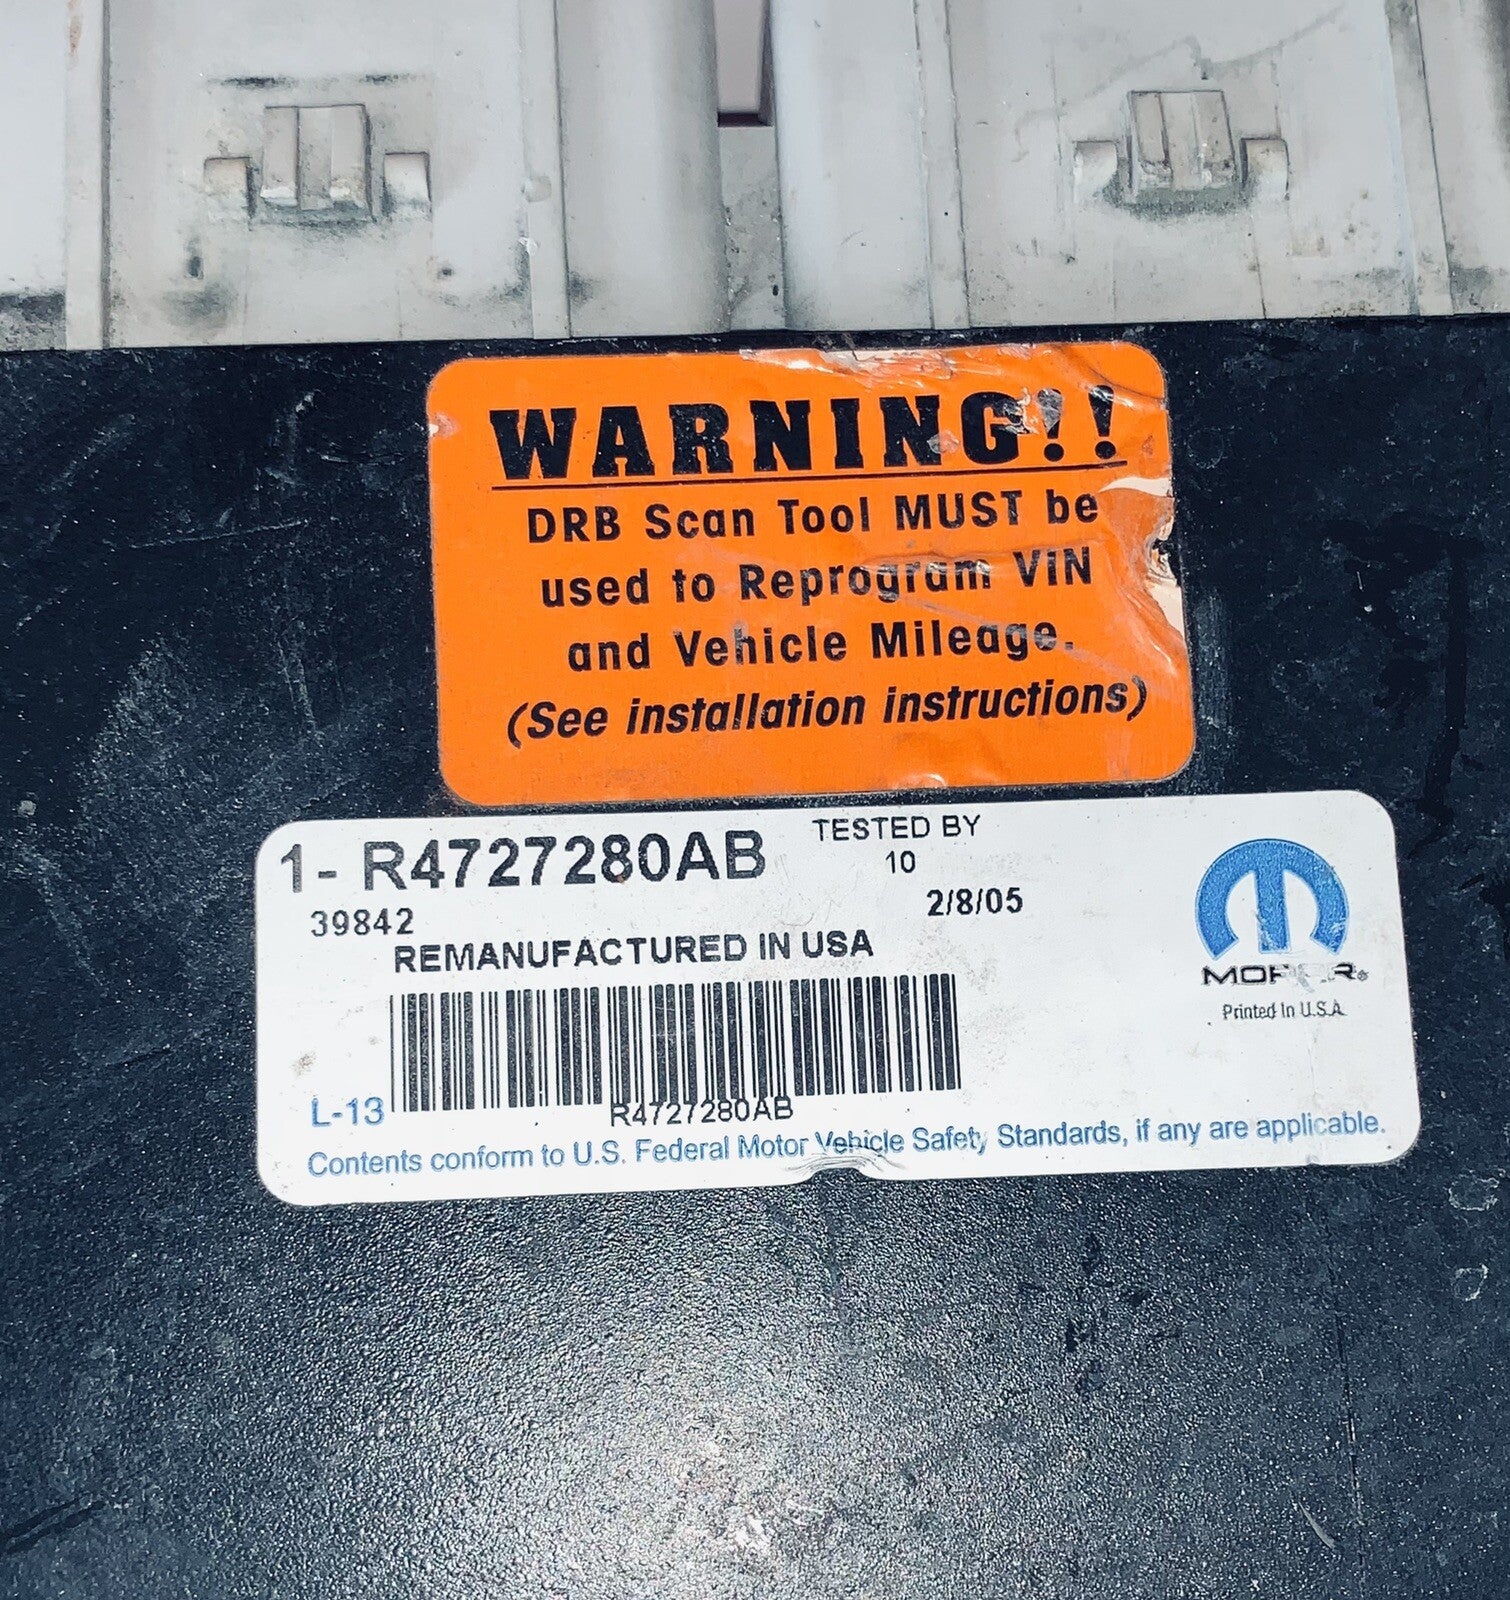 WARNING!!
DRB Scan Tool MUST be
used to Reprogram VIN
and Vehicle Mileage.
(See installation instructions)
1- R4727280AB
TESTED BY
10
39842
2/8/05
REMANUFACTURED IN USA
MOPAR®
Printed In U.S.A.
L-13
R4727280AB
Contents conform to U.S. Federal Motor Vehicle Safety Standards, if any are applicable.